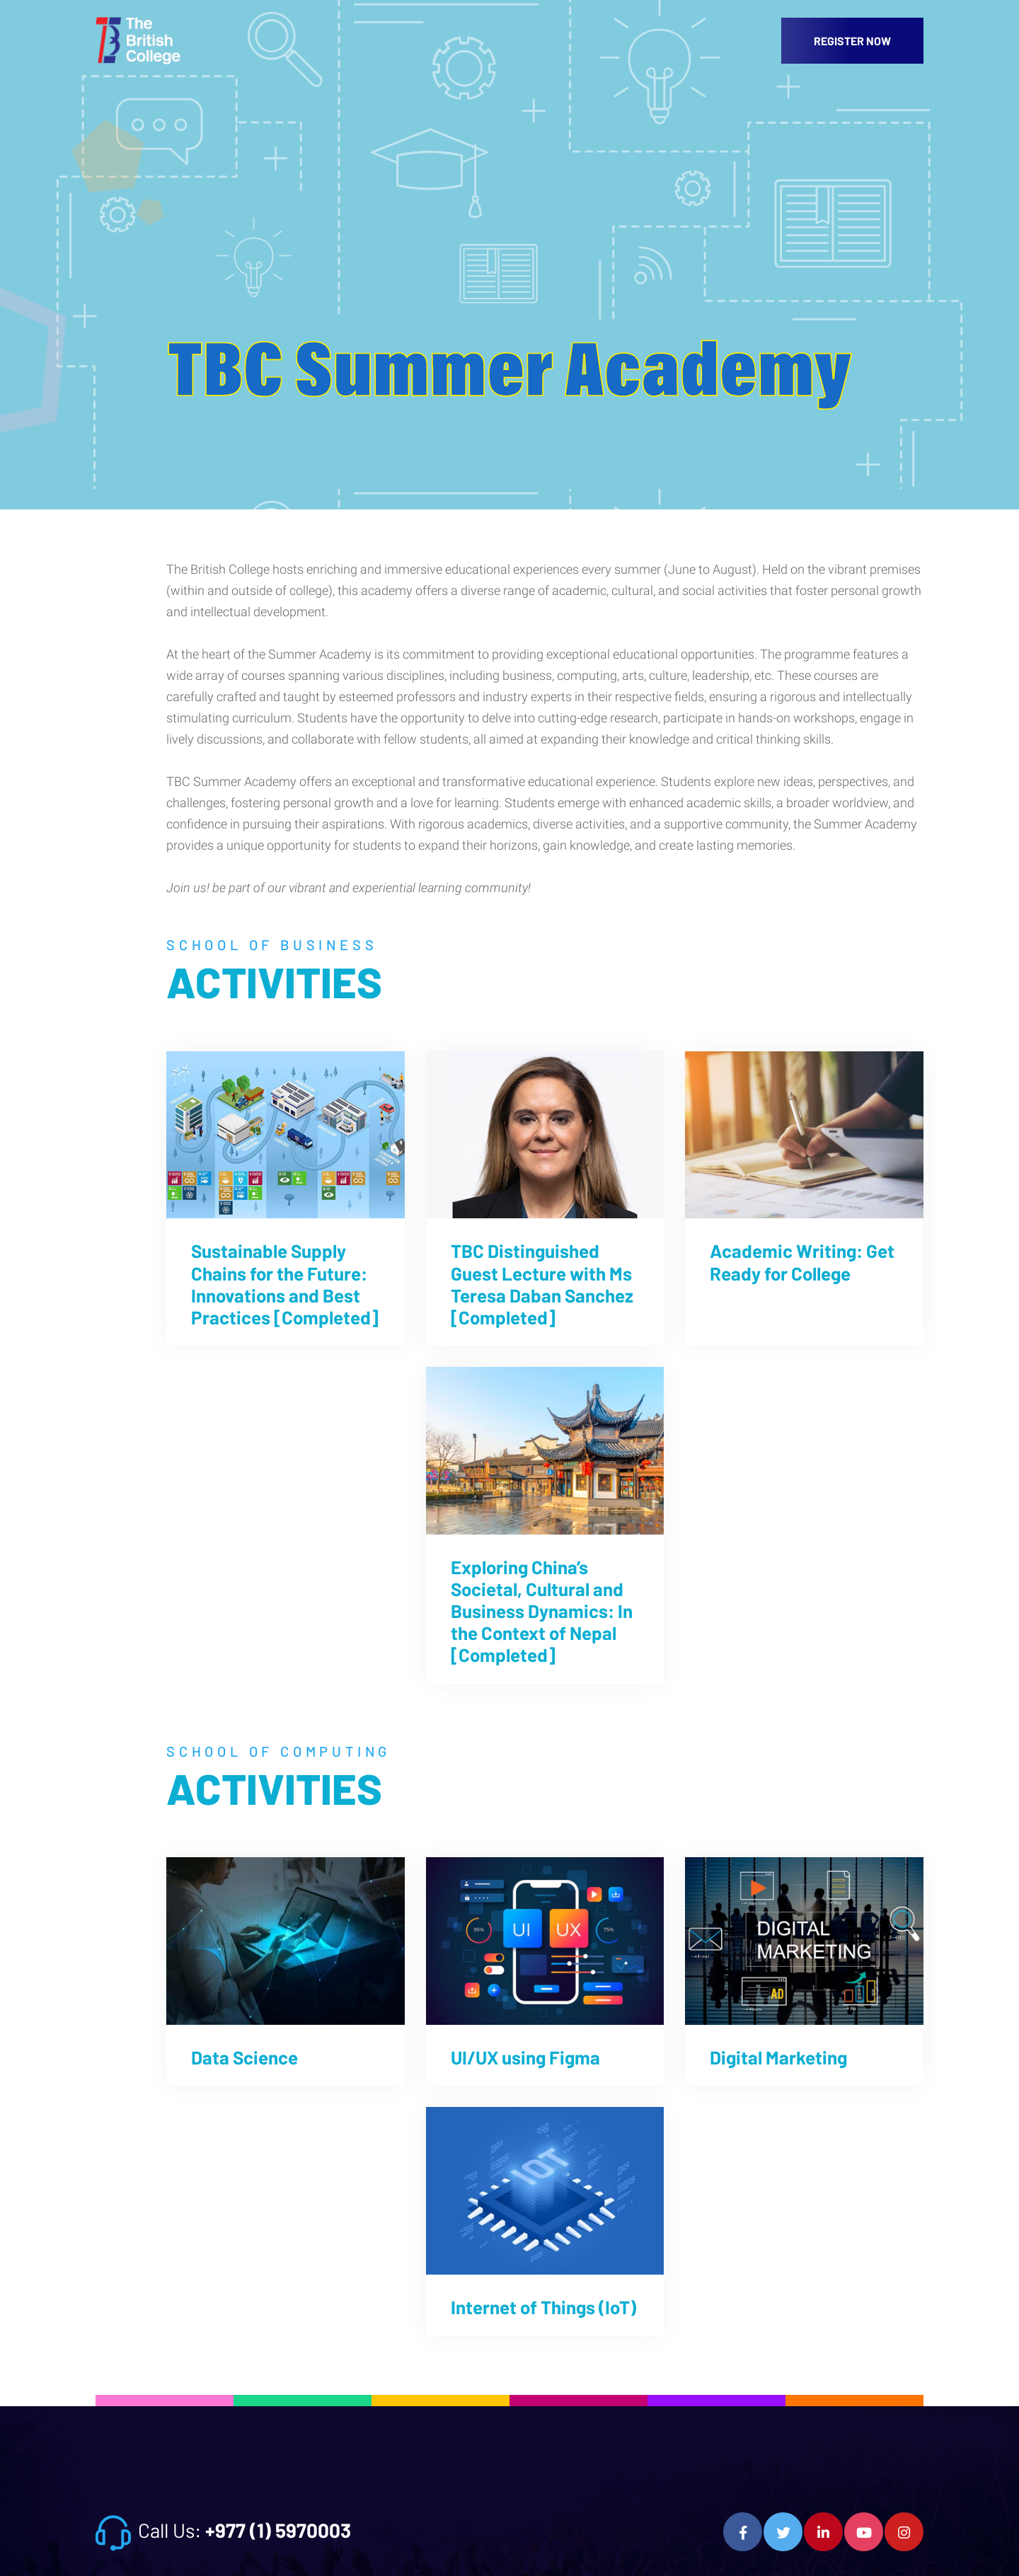 The
British
College
REGISTER NOW
TBC Summer Academy
The British College hosts enriching and immersive educational experiences every summer (June to August). Held on the vibrant premises
(within and outside of college), this academy offers a diverse range of academic, cultural, and social activities that foster personal growth
and intellectual development.
At the heart of the Summer Academy is its commitment to providing exceptional educational opportunities. The programme features a
wide array of courses spanning various disciplines, including business, computing, arts, culture, leadership, etc. These courses are
carefully crafted and taught by esteemed professors and industry experts in their respective fields, ensuring a rigorous and intellectually
stimulating curriculum. Students have the opportunity to delve into cutting-edge research, participate in hands-on workshops, engage in
lively discussions, and collaborate with fellow students, all aimed at expanding their knowledge and critical thinking skills.
TBC Summer Academy offers an exceptional and transformative educational experience. Students explore new ideas, perspectives, and
challenges, fostering personal growth and a love for learning. Students emerge with enhanced academic skills, a broader worldview, and
confidence in pursuing their aspirations. With rigorous academics, diverse activities, and a supportive community, the Summer Academy
provides a unique opportunity for students to expand their horizons, gain knowledge, and create lasting memories.
Join us! be part of our vibrant and experiential learning community!
SCHOOL OF BUSINESS
ACTIVITIES
Sustainable Supply
Chains for the Future:
Innovations and Best
Practices [Completed]
TBC Distinguished
Guest Lecture with Ms
Teresa Daban Sanchez
[Completed]
Academic Writing: Get
Ready for College
Exploring China's
Societal, Cultural and
Business Dynamics: In
the Context of Nepal
[Completed]
SCHOOL OF COMPUTING
ACTIVITIES
UI UX
75%
DIGITAL
MARKETING
AD
Data Science
UI/UX using Figma
Digital Marketing
IOT
Internet of Things (IoT)
Call Us: +977 (1) 5970003